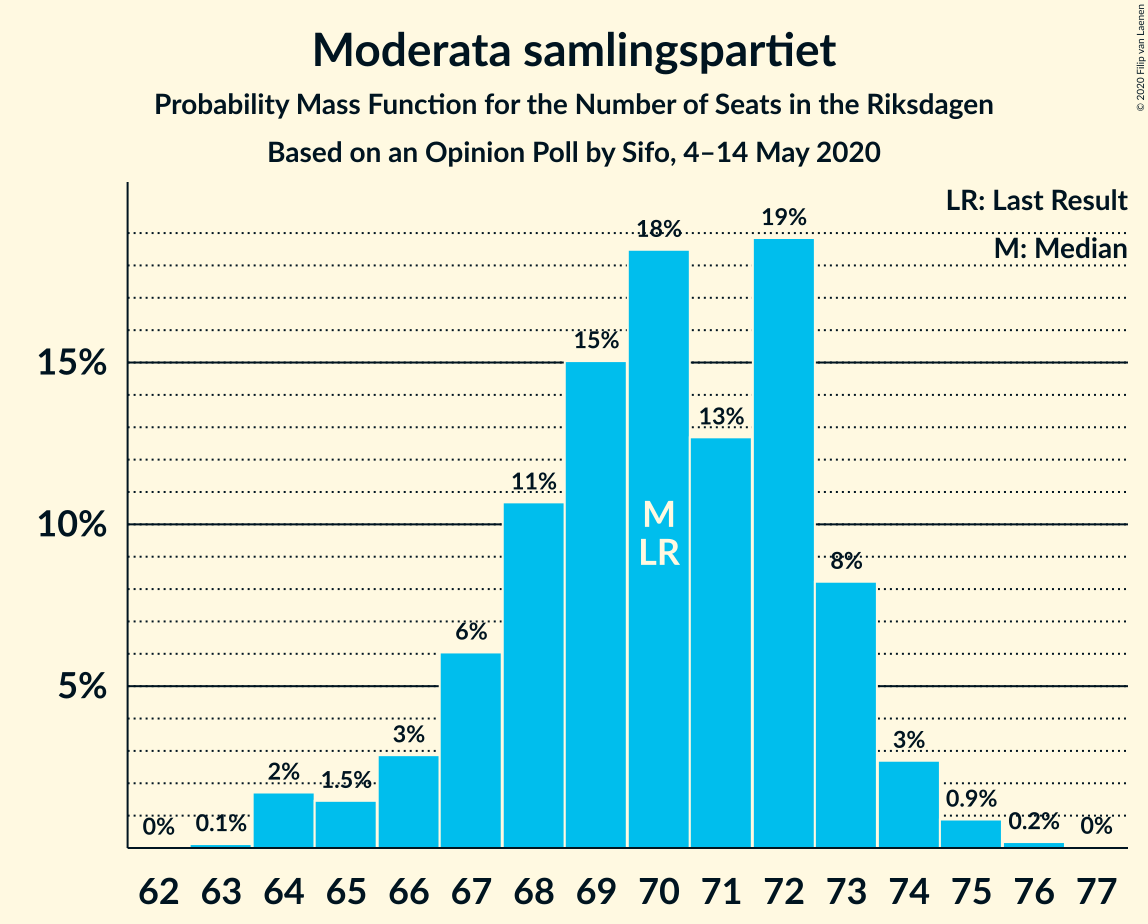 Moderata samlingspartiet
Probability Mass Function for the Number of Seats in the Riksdagen
Based on an Opinion Poll by Sifo, 4–14 May 2020
© 2020 Filip van Laenen
LR: Last Result
M: Median
15%
10%
5%
0%
0.1%
2%
1.5%
3%
6%
11%
15%
18%
13%
19%
8%
3%
0.9%
0.2%
0%
M
LR
62 63 64 65 66 67 68 69 70 71 72 73 74 75 76 77